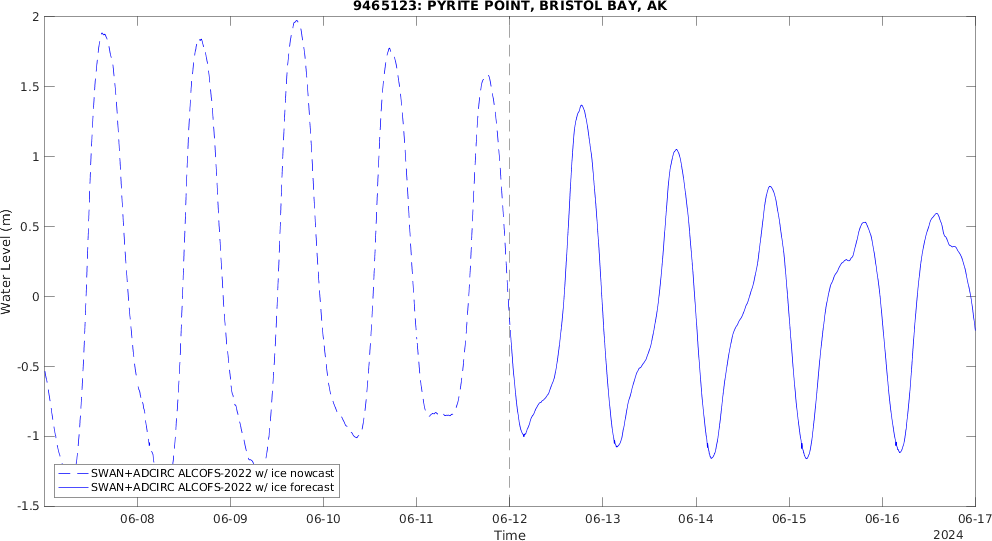 9465123: PYRITE POINT, BRISTOL BAY, AK
2
1.5
1
0.5
0
-0.5
-1
-1.5
Water Level (m)
SWAN+ADCIRC ALCOFS-2022 w/ ice nowcast
SWAN+ADCIRC ALCOFS-2022 w/ ice forecast
06-08 06-09 06-10 06-11 06-12 06-13 06-14 06-15 06-16 06-17
Time
2024